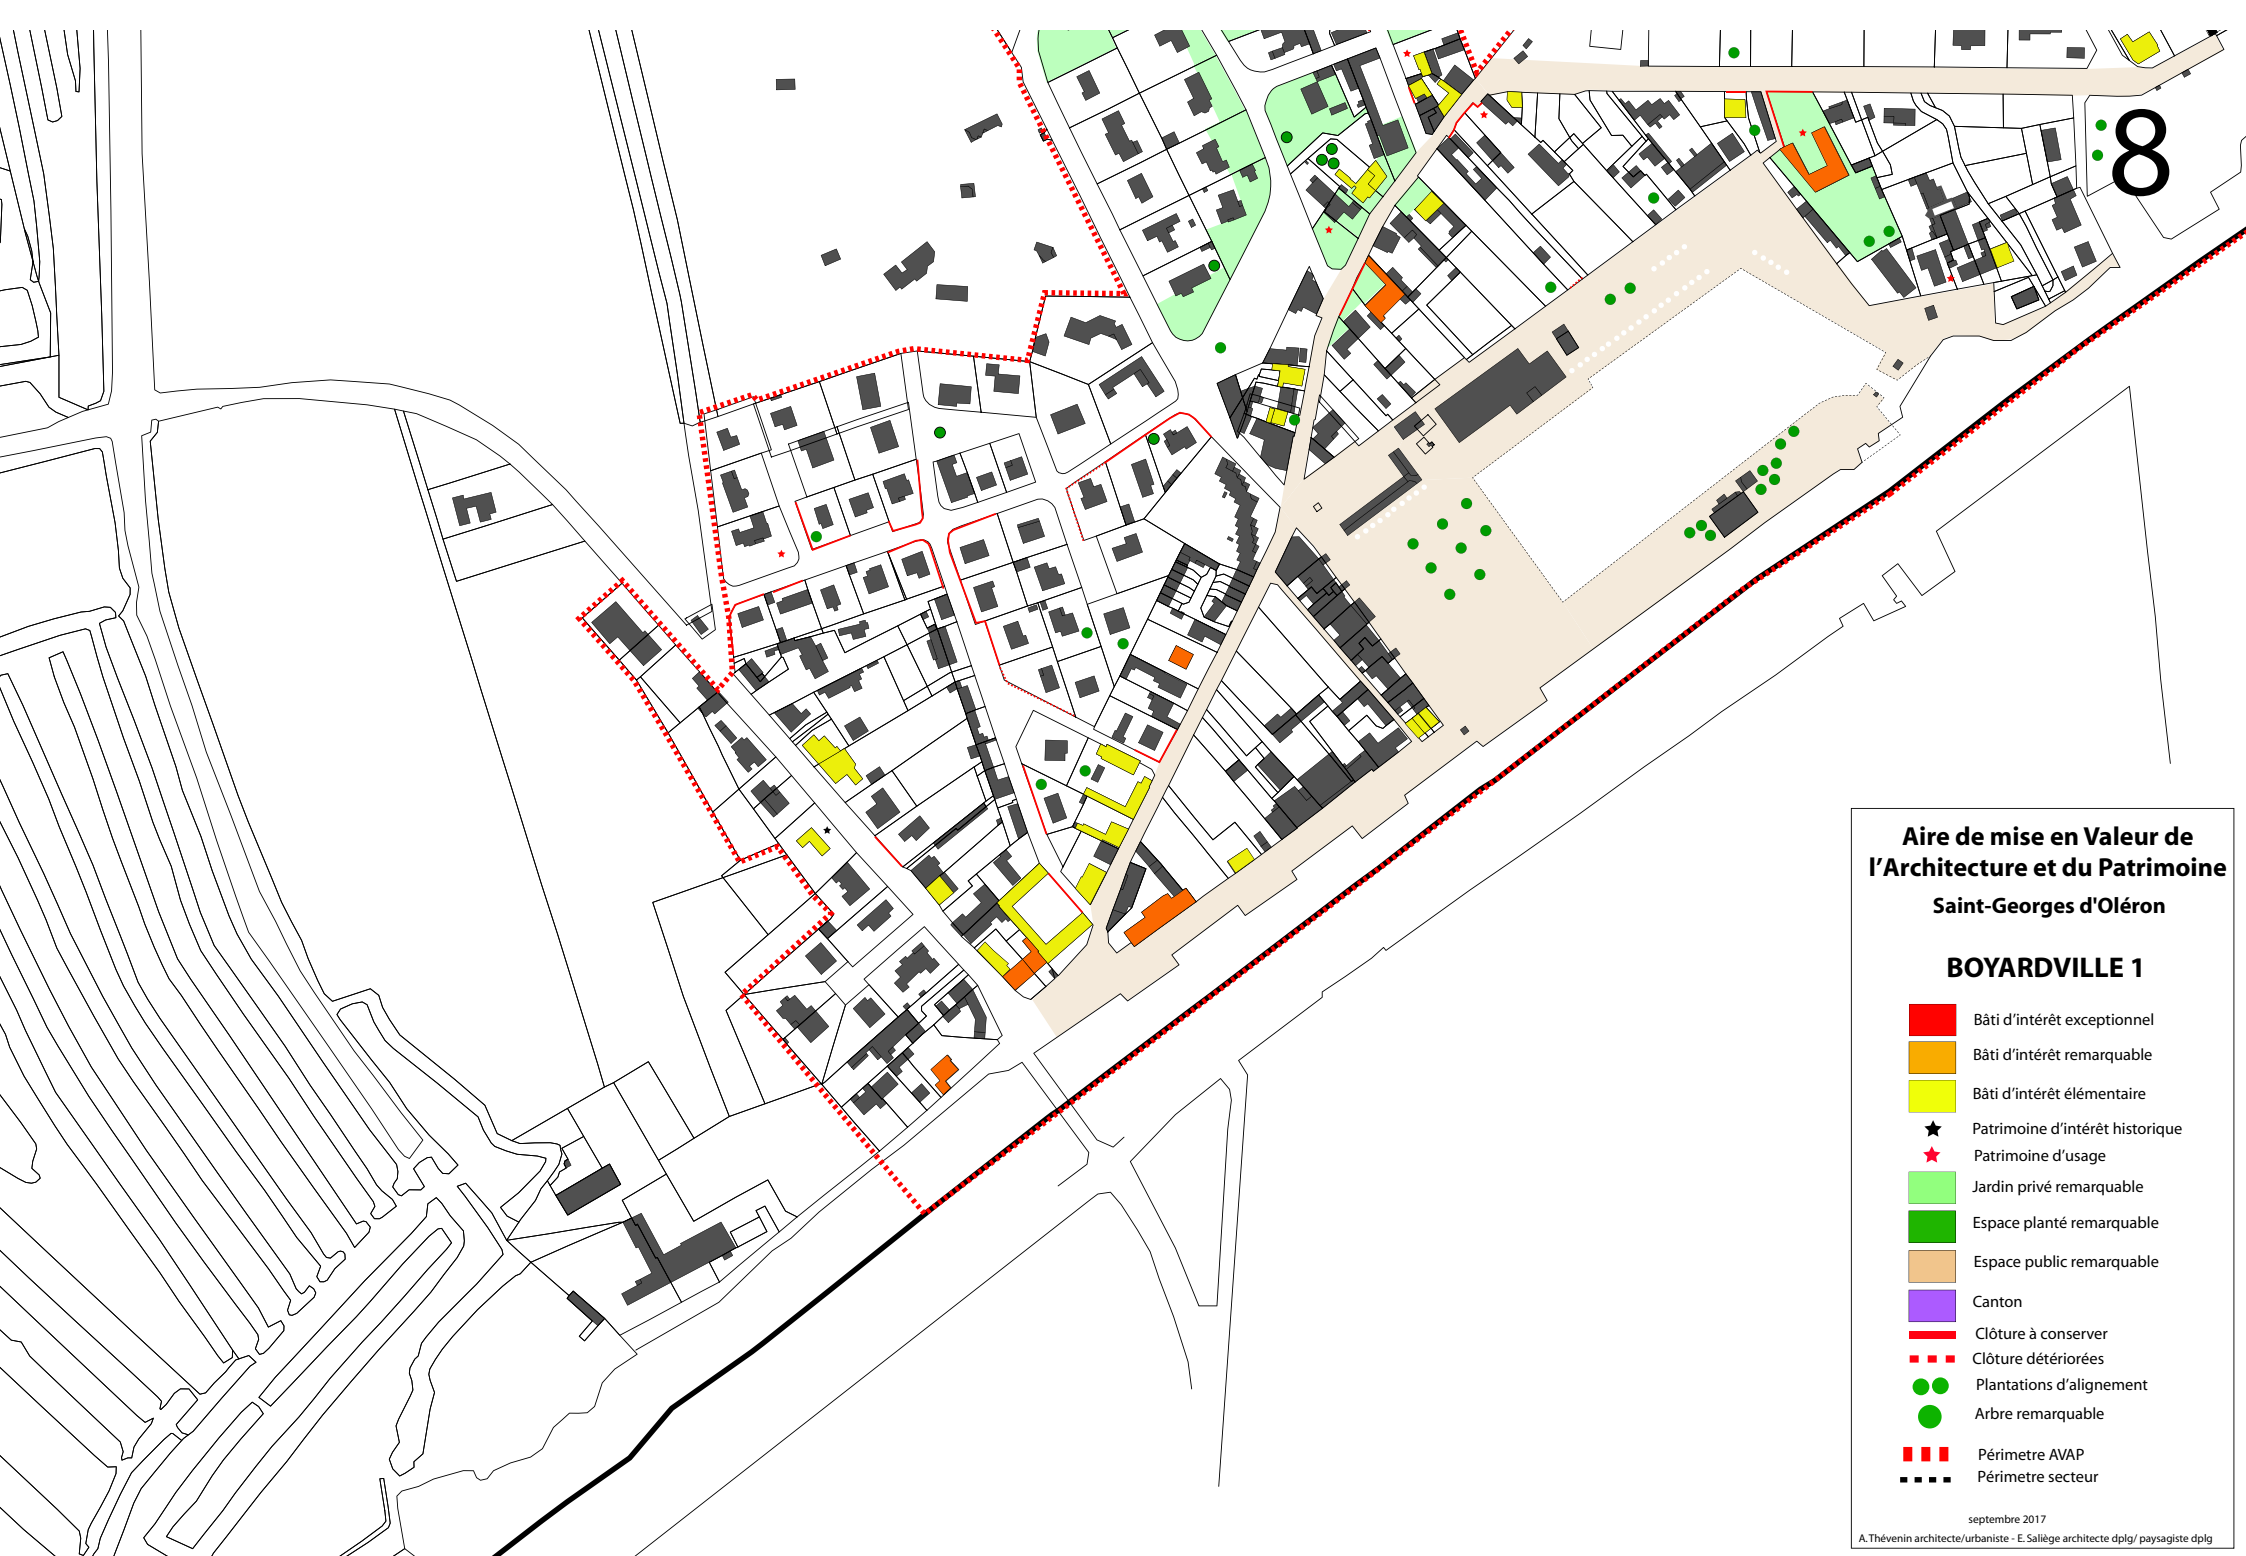 8
Aire de mise en Valeur de
l’Architecture et du Patrimoine
Saint-Georges d'Oléron
BOYARDVILLE 1
Bâti d’intérêt exceptionnel
Bâti d’intérêt remarquable
Bâti d’intérêt élémentaire
Patrimoine d’intérêt historique
Patrimoine d’usage
Jardin privé remarquable
Espace planté remarquable
Espace public remarquable
Canton
Clôture à conserver
Clôture détériorées
Plantations d’alignement
Arbre remarquable
Périmetre AVAP
Périmetre secteur
septembre 2017
A. Thévenin architecte/urbaniste - E. Saliège architecte dplg/ paysagiste dplg